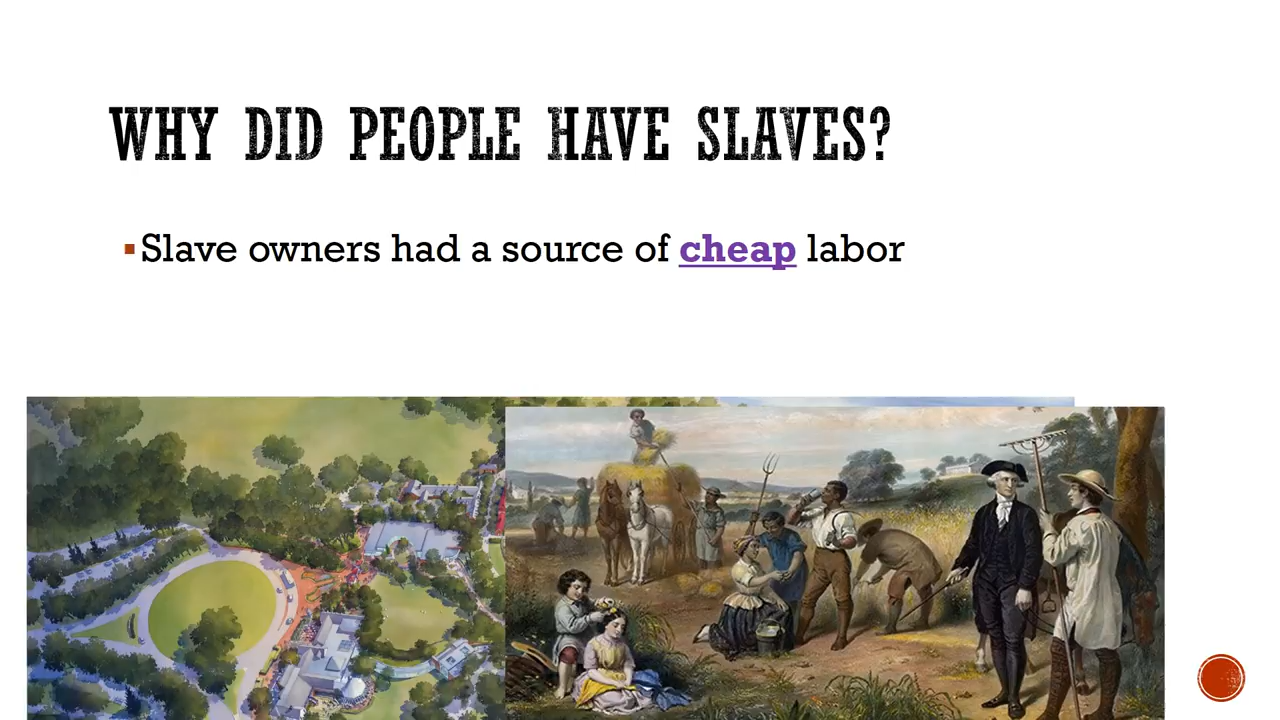 WHY DID PEOPLE HAVE SLAVES?
▪Slave owners had a source of cheap labor